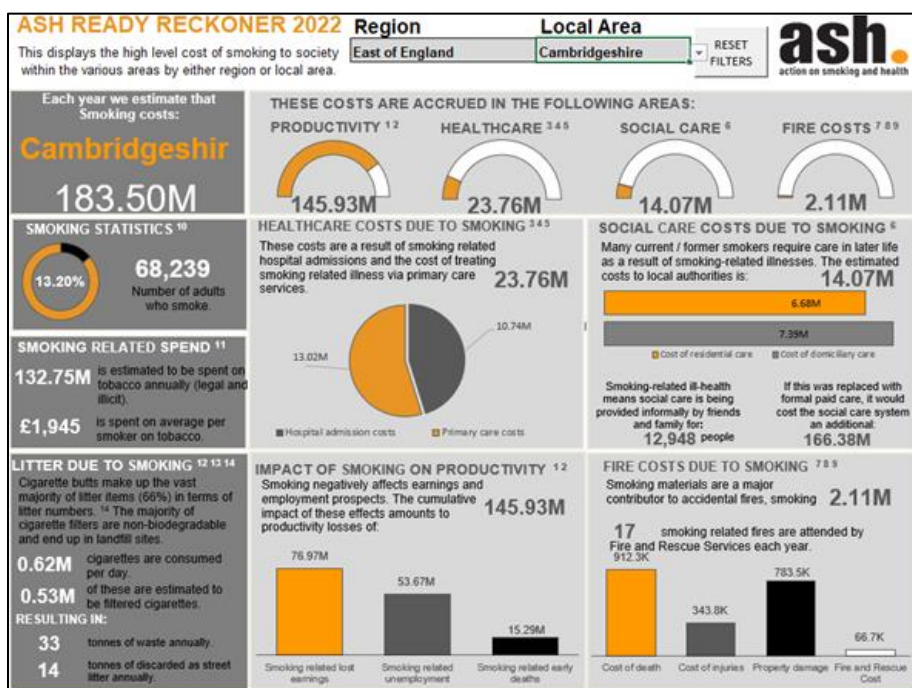 ASH READY RECKONER 2022
This displays the high level cost of smoking to society
within the various areas by either region or local area.
Region
Local Area
East of England
Cambridgeshire
RESET
FILTERS
ash.
action on smoking and health
Each year we estimate that
Smoking costs:
Cambridgeshir
183.50M
THESE COSTS ARE ACCRUED IN THE FOLLOWING AREAS:
PRODUCTIVITY 1 2
HEALTHCARE 3 4 5
SOCIAL CARE 6
FIRE COSTS 7 8 9
145.93M
23.76M
14.07M
2.11M
SMOKING STATISTICS 10
13.20%
68,239
Number of adults
who smoke.
HEALTHCARE COSTS DUE TO SMOKING 3 4 5
These costs are a result of smoking related
hospital admissions and the cost of treating
smoking related illness via primary care
services.
23.76M
13.02M
10.74M
Hospital admission costs
Primary care costs
SOCIAL CARE COSTS DUE TO SMOKING 6
Many current / former smokers require care in later life
as a result of smoking-related illnesses. The estimated
costs to local authorities is:
14.07M
6.68M
7.39M
Cost of residential care
Cost of domiciliary care
Smoking-related ill-health
means social care is being
provided informally by friends
and family for:
12,948 people
If this was replaced with
formal paid care, it would
cost the social care system
an additional:
166.38M
SMOKING RELATED SPEND 11
132.75M
is estimated to be spent on
tobacco annually (legal and
illicit).
£1,945
is spent on average per
smoker on tobacco.
LITTER DUE TO SMOKING 12 13 14
Cigarette butts make up the vast
majority of litter items (66%) in terms of
litter numbers. 14 The majority of
cigarette filters are non-biodegradable
and end up in landfill sites.
0.62M
cigarettes are consumed
per day.
0.53M
of these are estimated to
be filtered cigarettes.
RESULTING IN:
33
tonnes of waste annually.
14
tonnes of discarded as street
litter annually.
IMPACT OF SMOKING ON PRODUCTIVITY 1 2
Smoking negatively affects earnings and
employment prospects. The cumulative
impact of these effects amounts to
productivity losses of:
145.93M
76.97M
53.67M
15.29M
Smoking related lost
earnings
Smoking related
unemployment
Smoking related early
deaths
FIRE COSTS DUE TO SMOKING 7 8 9
Smoking materials are a major
contributor to accidental fires, smoking
2.11M
17
smoking related fires are attended by
Fire and Rescue Services each year.
912.3K
343.8K
783.5K
66.7K
Cost of death
Cost of injuries
Property damage
Fire and Rescue
Cost